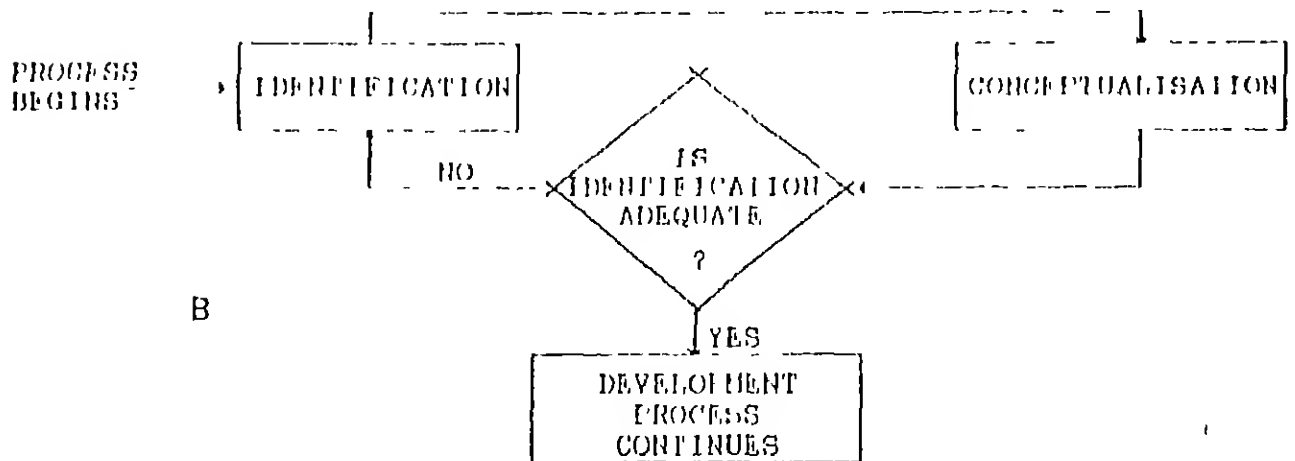 PROCESS
BEGINS
IDENTIFICATION
CONCEPTUALISATION
IS
IDENTIFICATION
ADEQUATE
?
NO
B
YES
DEVELOPMENT
PROCESS
CONTINUES